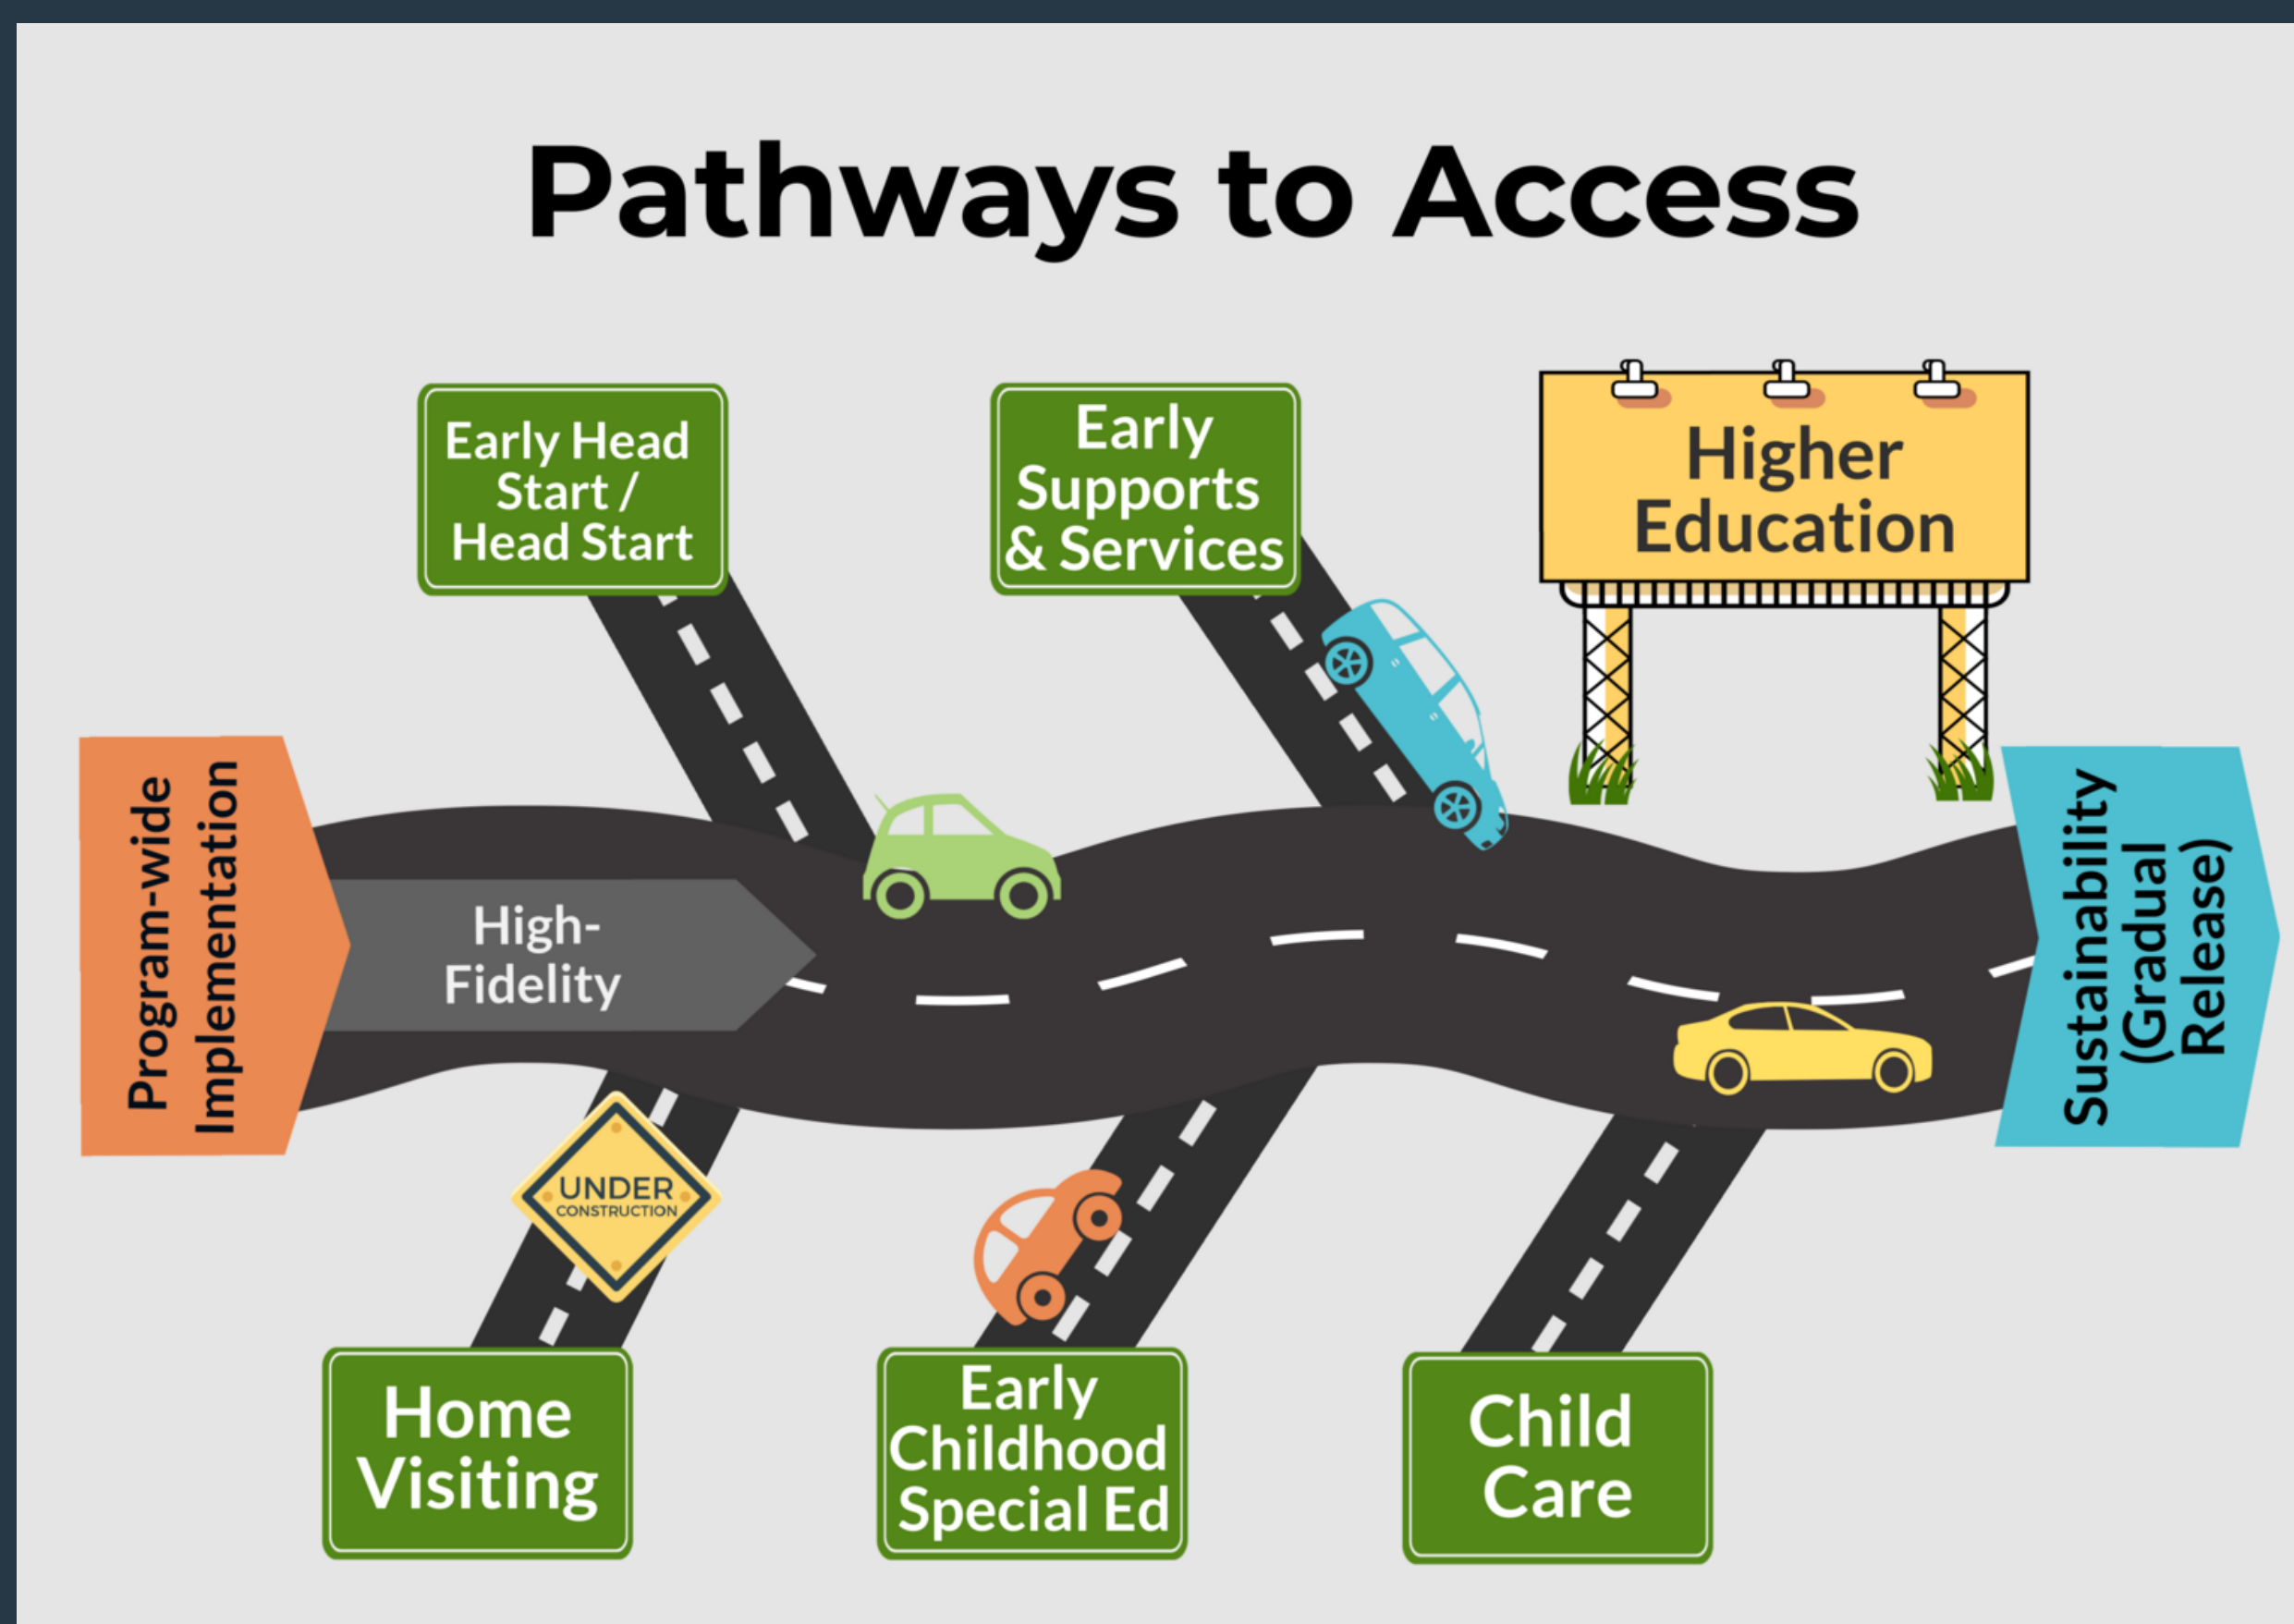 Pathways to Access
Early Head
Start /
Head Start
Early
Supports
& Services
Higher
Education
Program-wide
Implementation
High-
Fidelity
Sustainability
(Gradual
Release)
UNDER
CONSTRUCTION
Home
Visiting
Early
Childhood
Special Ed
Child
Care